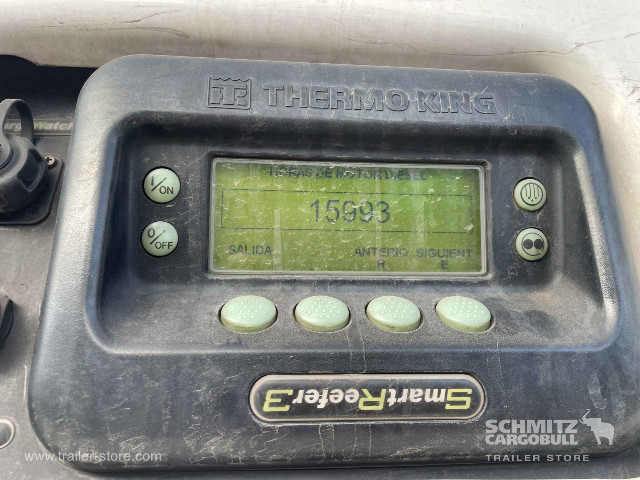 THERMO KING
HORAS DE MOTOR DIESEL
15993
SALIDA ANTERIO SIGUIENT
R E
I/ON
0/OFF
SmartReefer3
SCHMITZ
CARGOBULL
TRAILER STORE
www.trailer-store.com